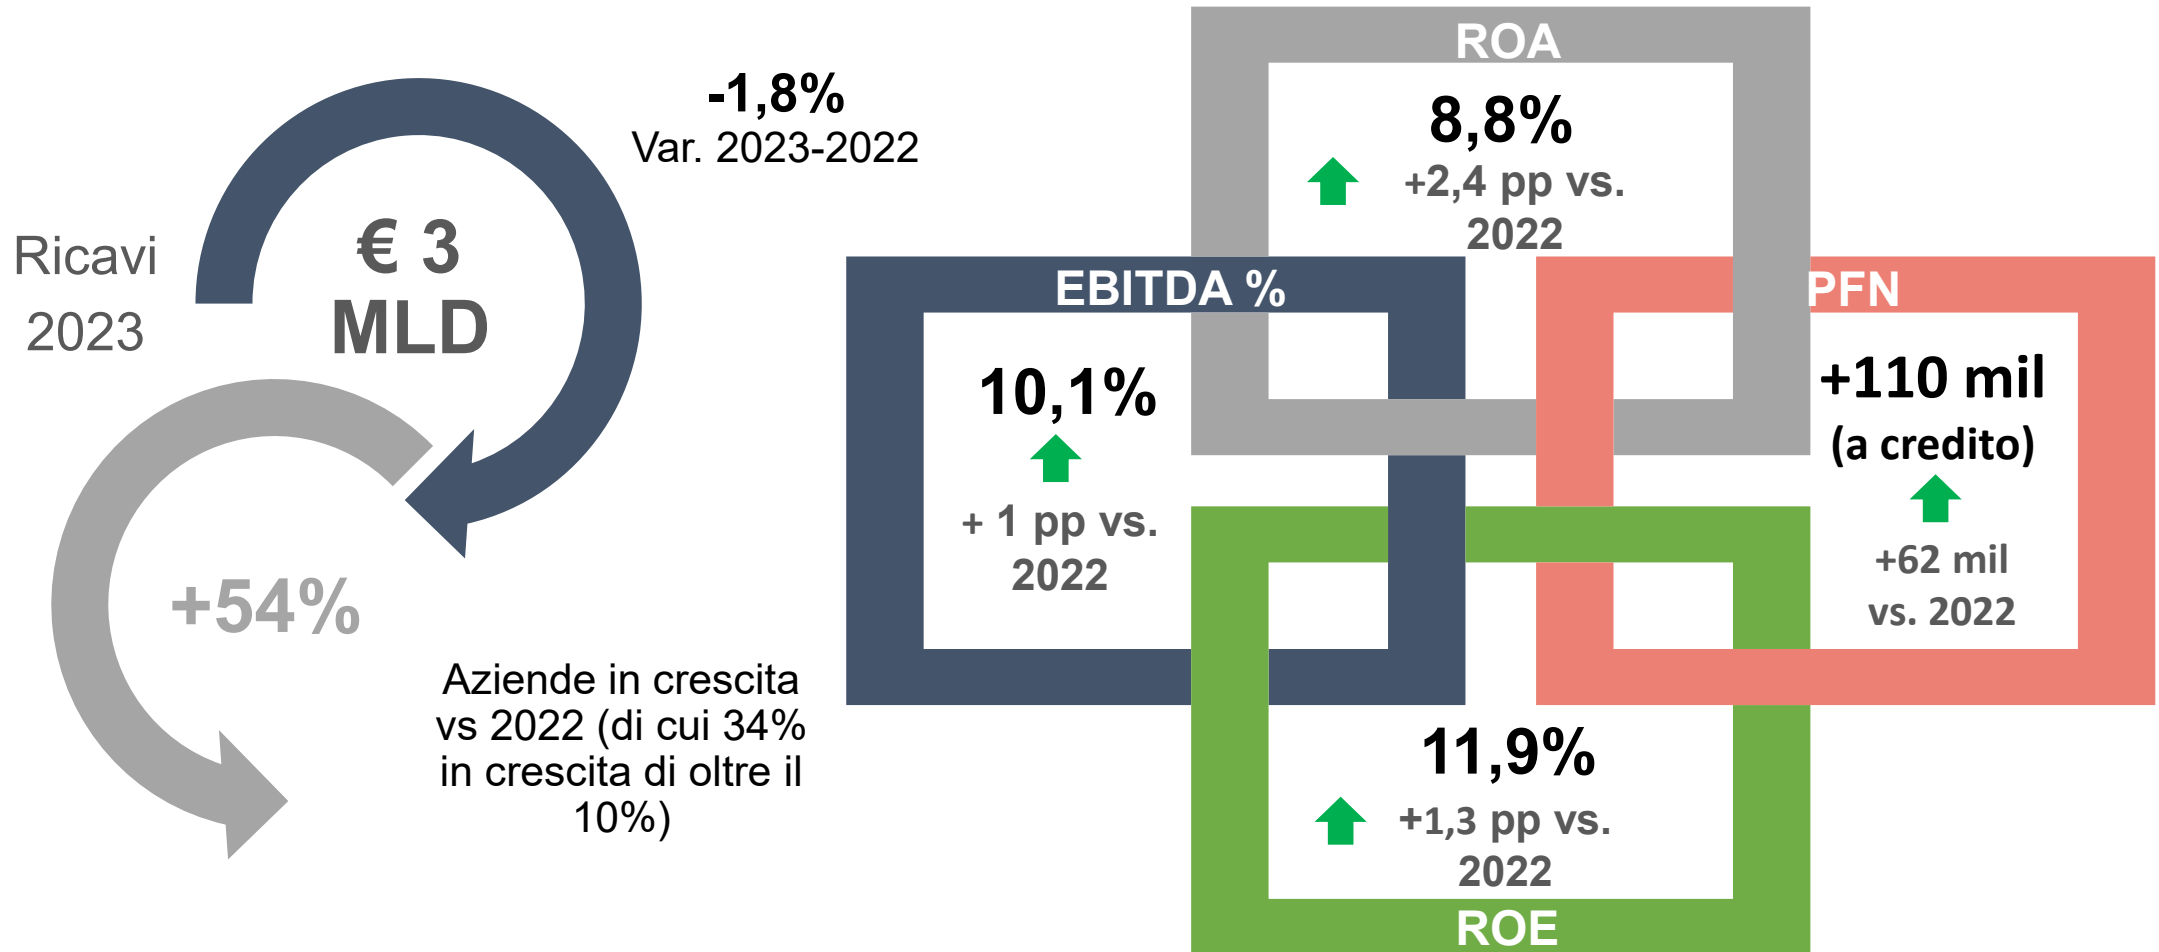 Ricavi
2023
€ 3
MLD
-1,8%
Var. 2023-2022
+54%
Aziende in crescita
vs 2022 (di cui 34%
in crescita di oltre il
10%)
ROA
8,8%
+2,4 pp vs.
2022
EBITDA %
10,1%
+ 1 pp vs.
2022
PFN
+110 mil
(a credito)
+62 mil
vs. 2022
11,9%
+1,3 pp vs.
2022
ROE